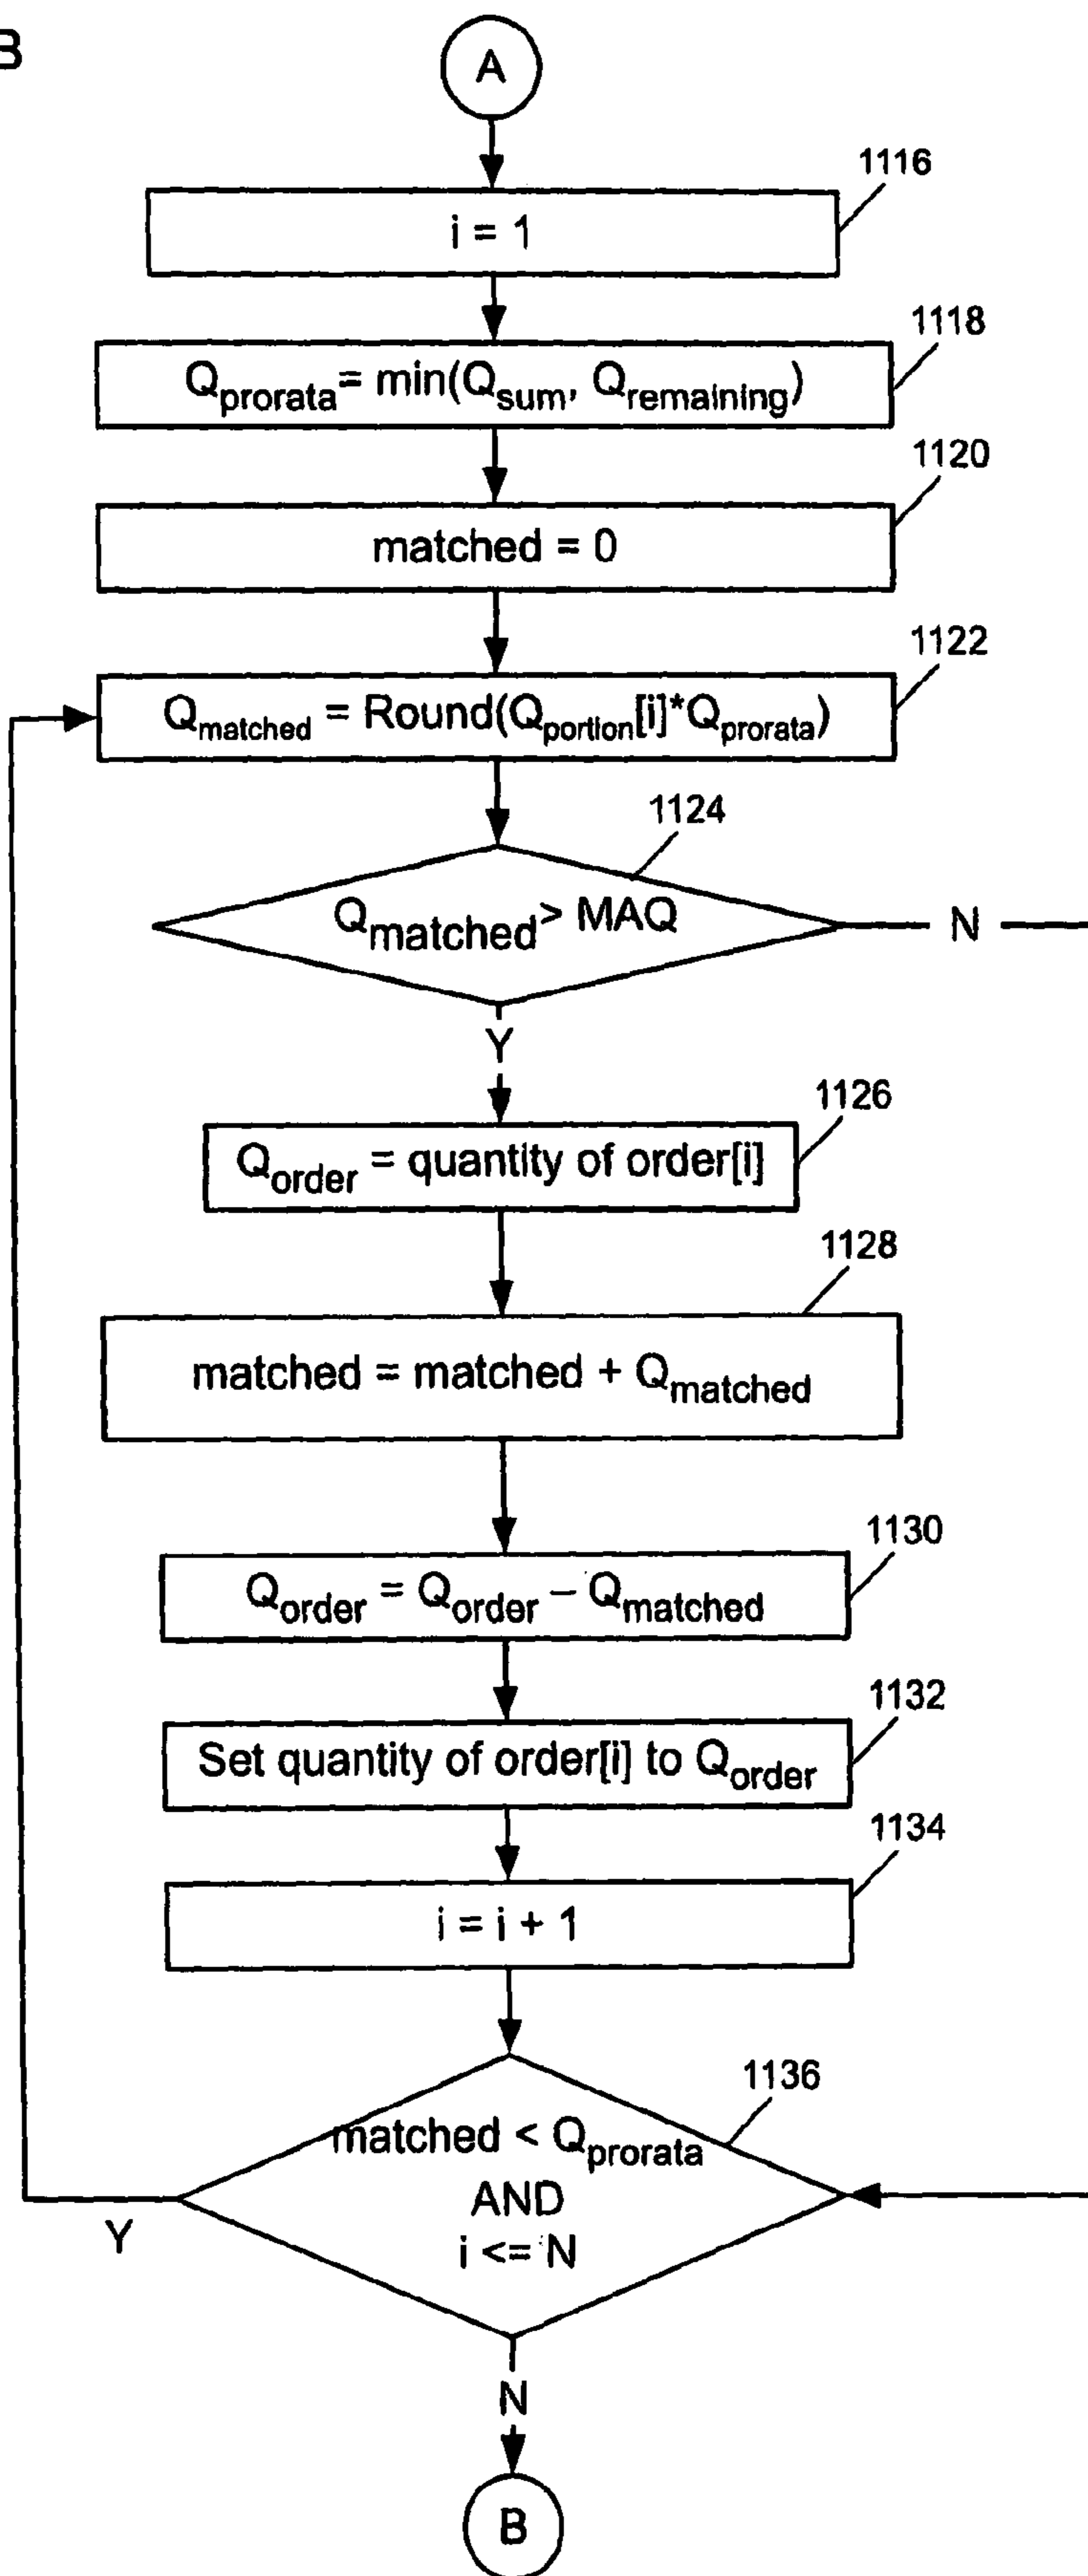 B
A
1116
i = 1
1118
Qprorata = min(Qsum, Qremaining)
1120
matched = 0
1122
Qmatched = Round(Qportion[i]*Qprorata)
1124
Qmatched > MAQ
N
Y
1126
Qorder = quantity of order[i]
1128
matched = matched + Qmatched
1130
Qorder = Qorder – Qmatched
1132
Set quantity of order[i] to Qorder
1134
i = i + 1
1136
matched < Qprorata
AND
i <= N
Y
N
B